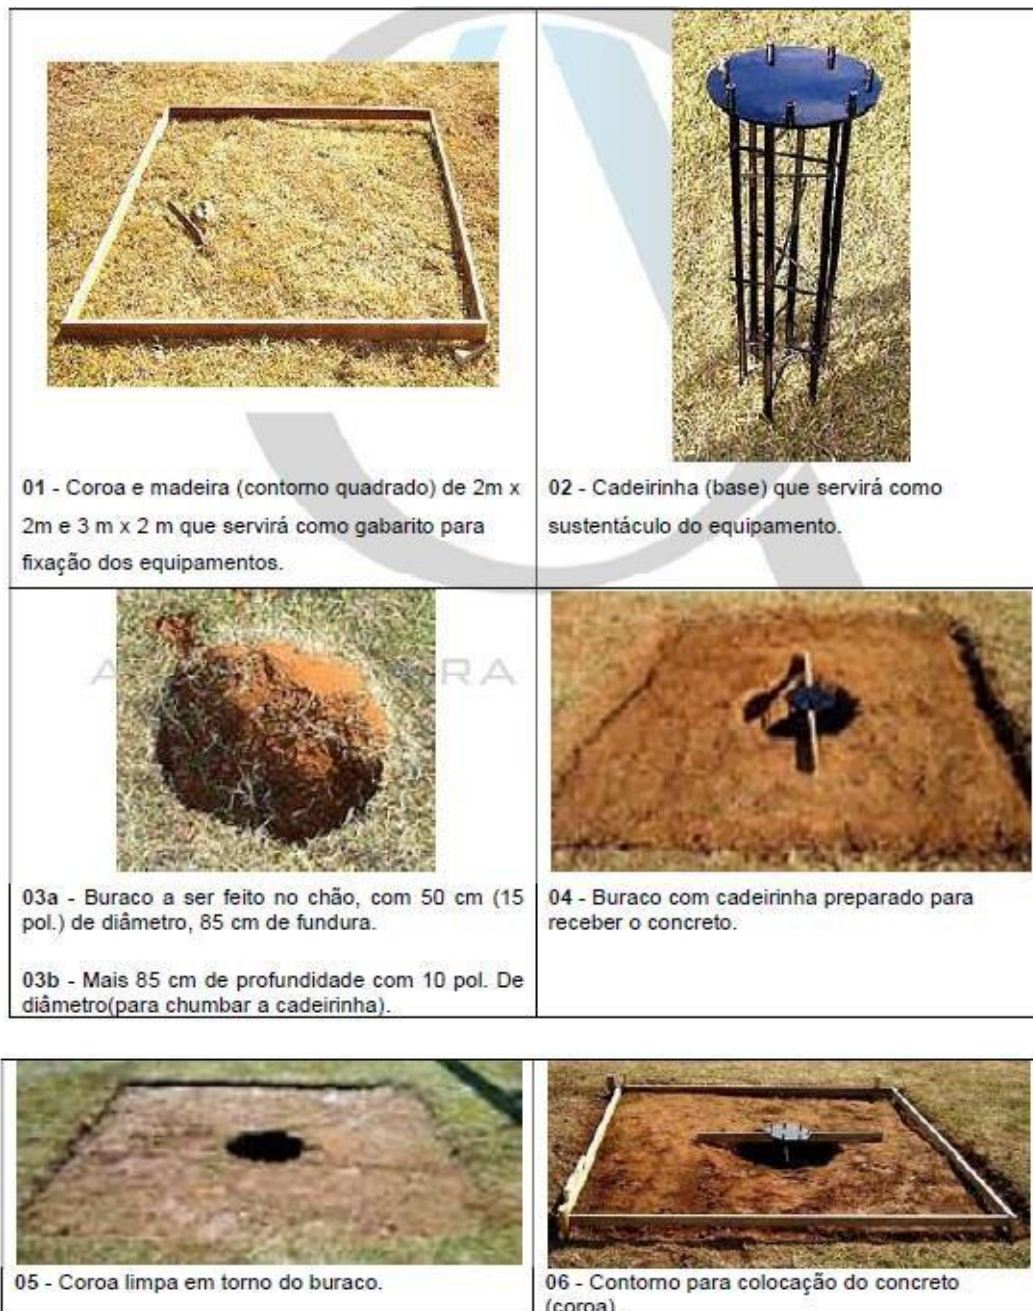 01 - Coroa e madeira (contorno quadrado) de 2m x
2m e 3 m x 2 m que servirá como gabarito para
fixação dos equipamentos.
02 - Cadeirinha (base) que servirá como
sustentáculo do equipamento.
03a - Buraco a ser feito no chão, com 50 cm (15
pol.) de diâmetro, 85 cm de fundura.
03b - Mais 85 cm de profundidade com 10 pol. De
diâmetro(para chumbar a cadeirinha).
04 - Buraco com cadeirinha preparado para
receber o concreto.
05 - Coroa limpa em torno do buraco.
06 - Contorno para colocação do concreto
(coroa)